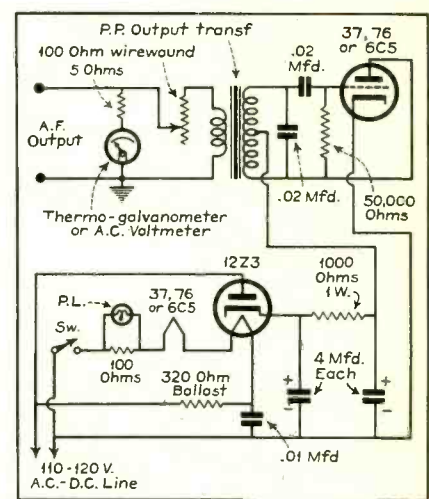 P.P. Output transf
100 Ohm wirewound
5 Ohms
.02
Mfd.
37, 76
or 6C5
A.F.
Output
.02 Mfd.
50,000
Ohms
Thermo-galvanometer
or A.C. Voltmeter
12Z3
1000
Ohms
1 W.
37, 76
or 6C5
P.L.
Sw.
100
Ohms
4 Mfd.
Each
+
-
+
-
320 Ohm
Ballast
.01 Mfd
110-120 V.
A.C.-D.C. Line